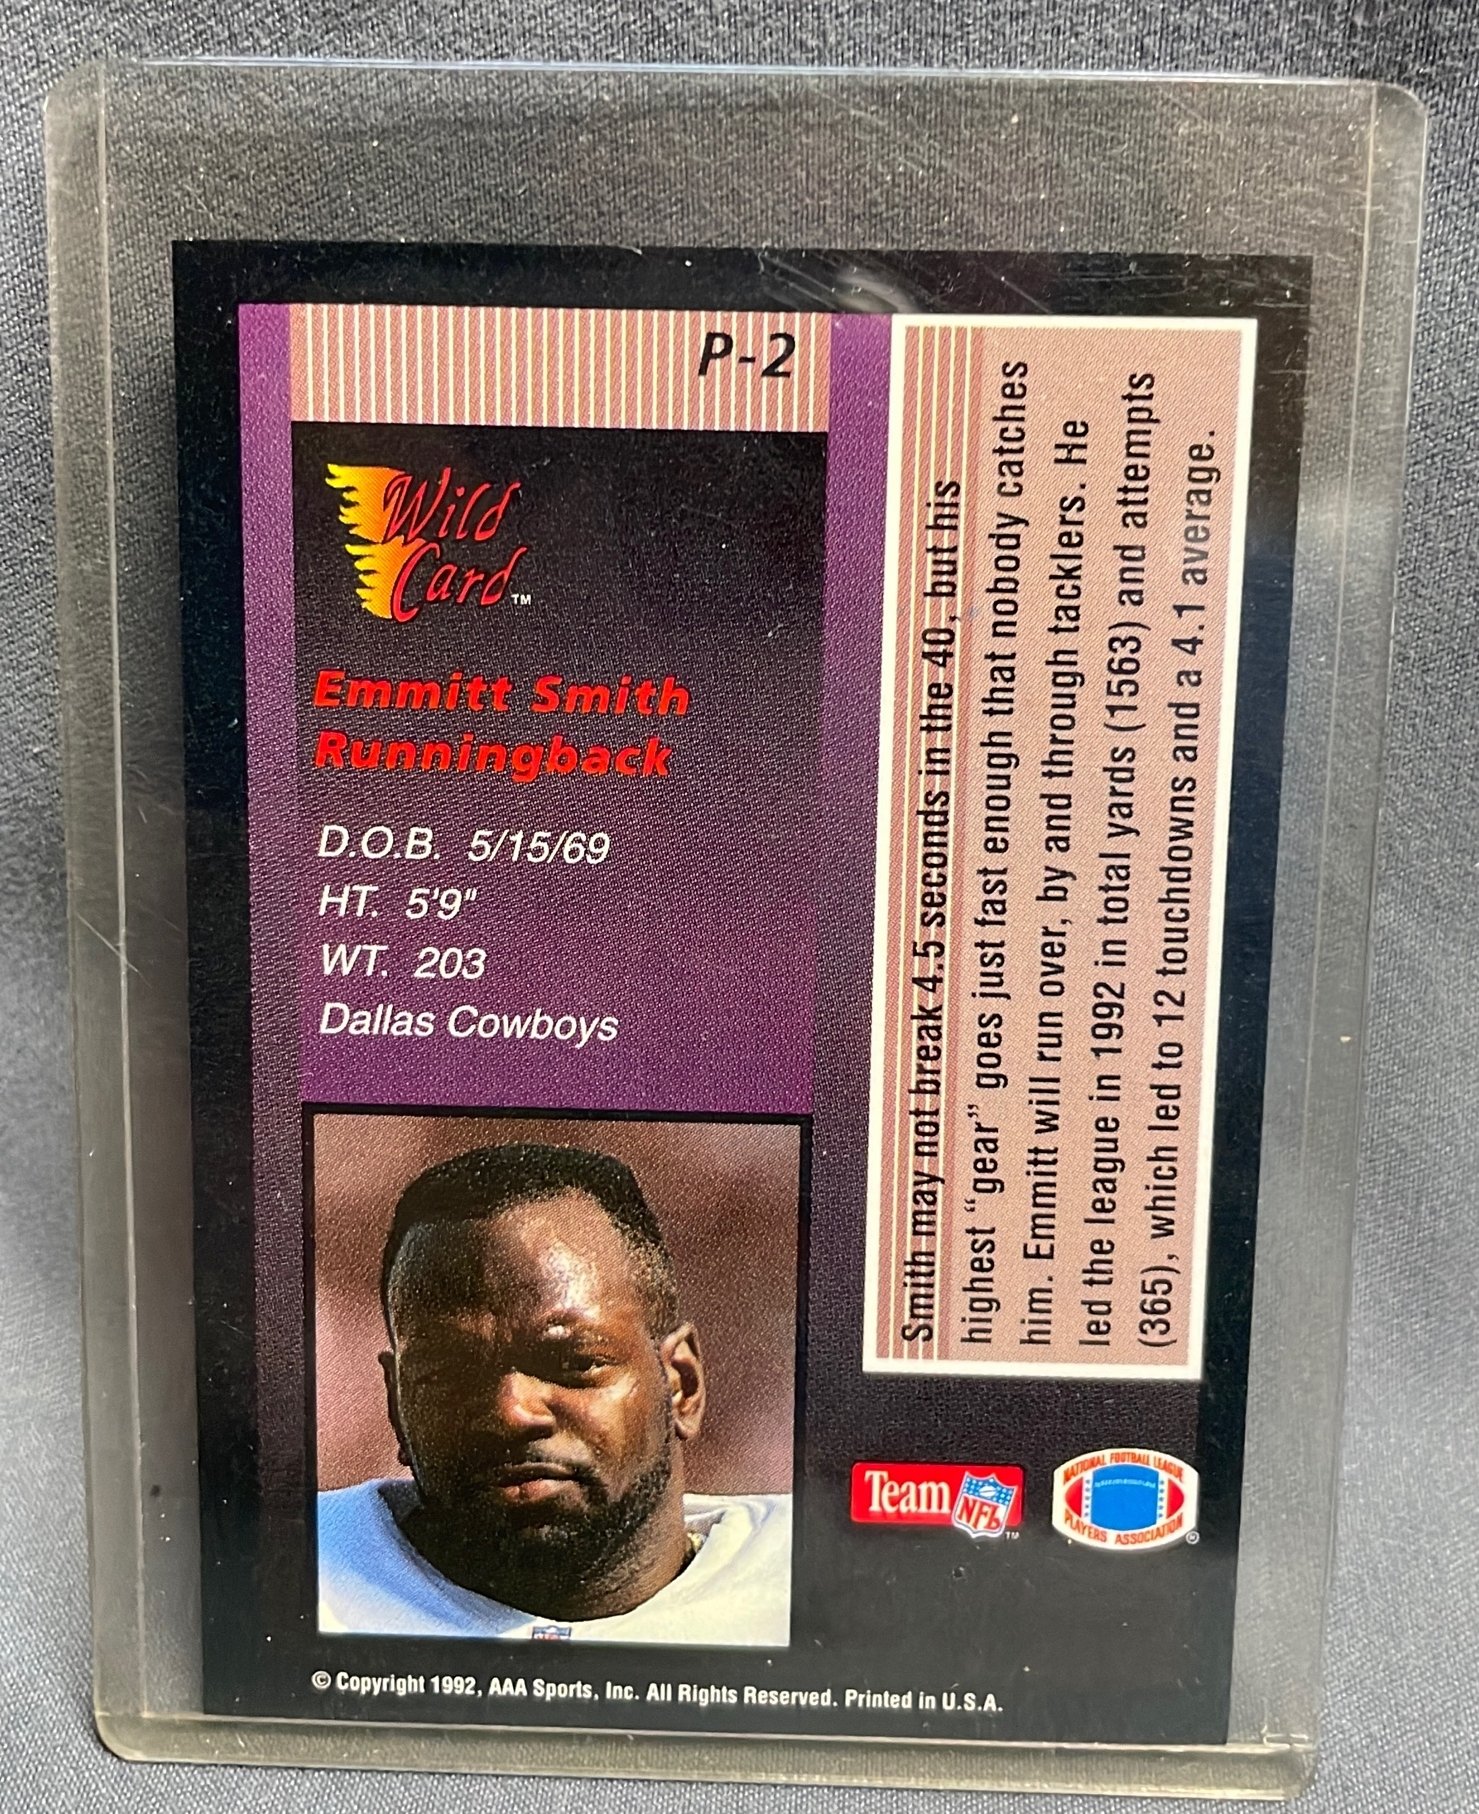 P-2
Wild
Card™
Emmitt Smith
Runningback
D.O.B. 5/15/69
HT. 5'9"
WT. 203
Dallas Cowboys
Smith may not break 4.5 seconds in the 40, but his
highest “gear” goes just fast enough that nobody catches
him. Emmitt will run over, by and through tacklers. He
led the league in 1992 in total yards (1563) and attempts
(365), which led to 12 touchdowns and a 4.1 average.
Team NFL™
NATIONAL FOOTBALL LEAGUE
PLAYERS ASSOCIATION®
© Copyright 1992, AAA Sports, Inc. All Rights Reserved. Printed in U.S.A.